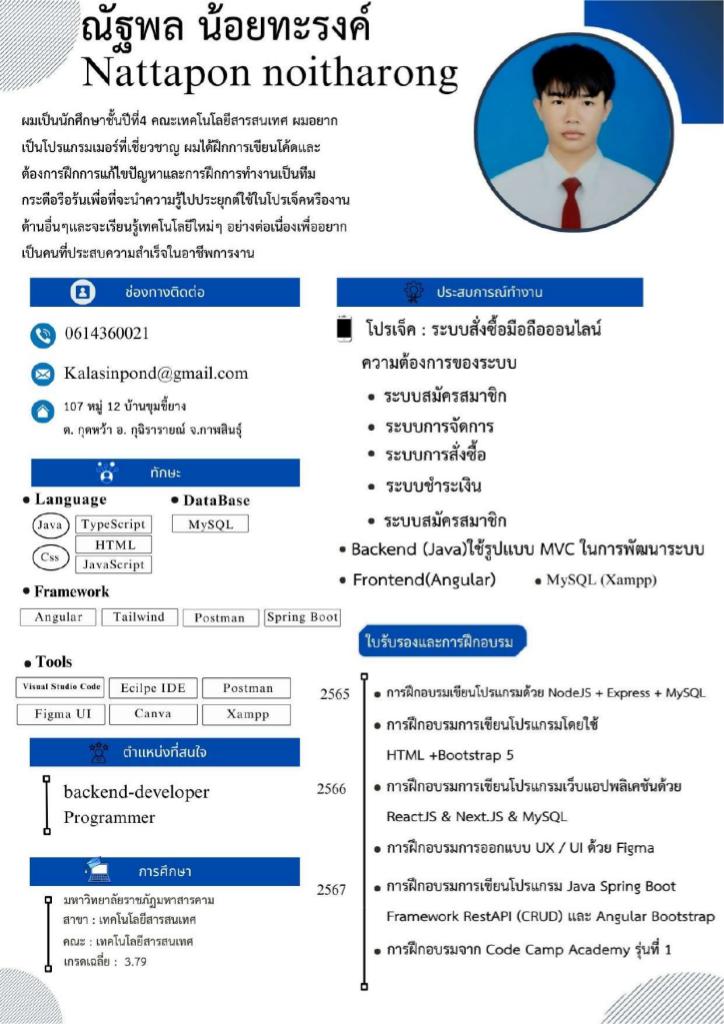 ณัฐพล น้อยทะรงค์
Nattapon noitharong
ผมเป็นนักศึกษาชั้นปีที่4 คณะเทคโนโลยีสารสนเทศ ผมอยาก
เป็นโปรแกรมเมอร์ที่เชี่ยวชาญ ผมได้ฝึกการเขียนโค้ดและ
ต้องการฝึกการแก้ไขปัญหาและการฝึกการทำงานเป็นทีม
กระตือรือร้นเพื่อที่จะนำความรู้ไปประยุกต์ใช้ในโปรเจ็คหรืองาน
ด้านอื่นๆและจะเรียนรู้เทคโนโลยีใหม่ๆ อย่างต่อเนื่องเพื่ออยาก
เป็นคนที่ประสบความสำเร็จในอาชีพการงาน
ช่องทางติดต่อ
0614360021
Kalasinpond@gmail.com
107 หมู่ 12 บ้านขุมขี้ยาง
ต. กุดหว้า อ. กุฉิรารายณ์ จ.กาฬสินธุ์
ทักษะ
• Language
Java
TypeScript
HTML
Css
JavaScript
• DataBase
MySQL
• Framework
Angular
Tailwind
Postman
Spring Boot
• Tools
Visual Studio Code
Ecilpe IDE
Postman
Figma UI
Canva
Xampp
ตำแหน่งที่สนใจ
backend-developer
Programmer
การศึกษา
มหาวิทยาลัยราชภัฏมหาสารคาม
สาขา : เทคโนโลยีสารสนเทศ
คณะ : เทคโนโลยีสารสนเทศ
เกรดเฉลี่ย : 3.79
ประสบการณ์ทำงาน
โปรเจ็ค : ระบบสั่งซื้อมือถือออนไลน์
ความต้องการของระบบ
• ระบบสมัครสมาชิก
• ระบบการจัดการ
• ระบบการสั่งซื้อ
• ระบบชำระเงิน
• ระบบสมัครสมาชิก
• Backend (Java)ใช้รูปแบบ MVC ในการพัฒนาระบบ
• Frontend(Angular) • MySQL (Xampp)
ใบรับรองและการฝึกอบรม
2565 • การฝึกอบรมเขียนโปรแกรมด้วย NodeJS + Express + MySQL
• การฝึกอบรมการเขียนโปรแกรมโดยใช้
HTML +Bootstrap 5
2566 • การฝึกอบรมการเขียนโปรแกรมเว็บแอปพลิเคชันด้วย
ReactJS & Next.JS & MySQL
• การฝึกอบรมการออกแบบ UX / UI ด้วย Figma
2567 • การฝึกอบรมการเขียนโปรแกรม Java Spring Boot
Framework RestAPI (CRUD) และ Angular Bootstrap
• การฝึกอบรมจาก Code Camp Academy รุ่นที่ 1